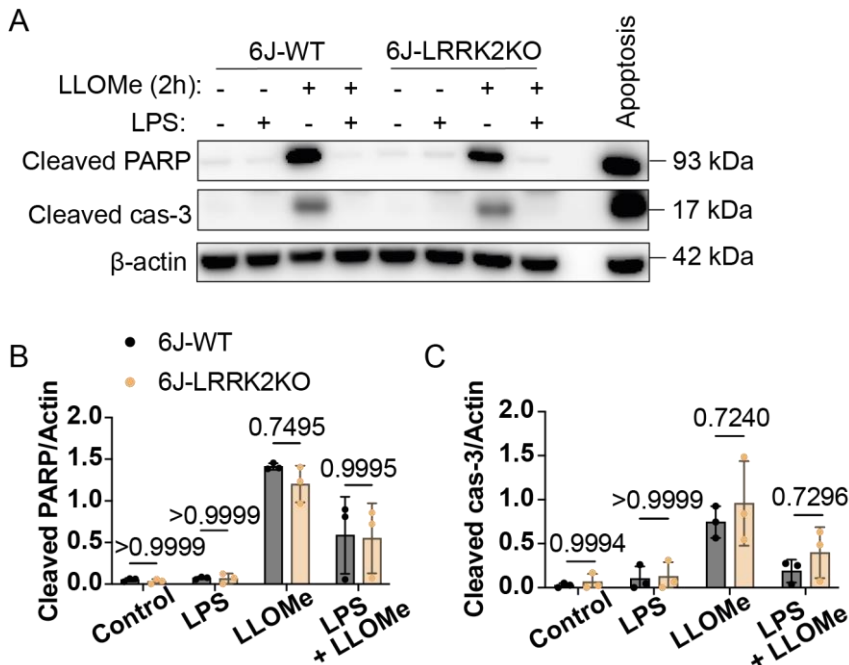 A
6J-WT 6J-LRRK2KO Apoptosis
LLOMe (2h): - - + + - - + +
LPS: - + - + - + - +
Cleaved PARP 93 kDa
Cleaved cas-3 17 kDa
β-actin 42 kDa
B
6J-WT
6J-LRRK2KO
Cleaved PARP/Actin
2.0
1.5
1.0
0.5
0.0
>0.9999
>0.9999
0.7495
0.9995
Control
LPS
LLOMe
LPS
+ LLOMe
C
Cleaved cas-3/Actin
2.0
1.5
1.0
0.5
0.0
0.9994
>0.9999
0.7240
0.7296
Control
LPS
LLOMe
LPS
+ LLOMe